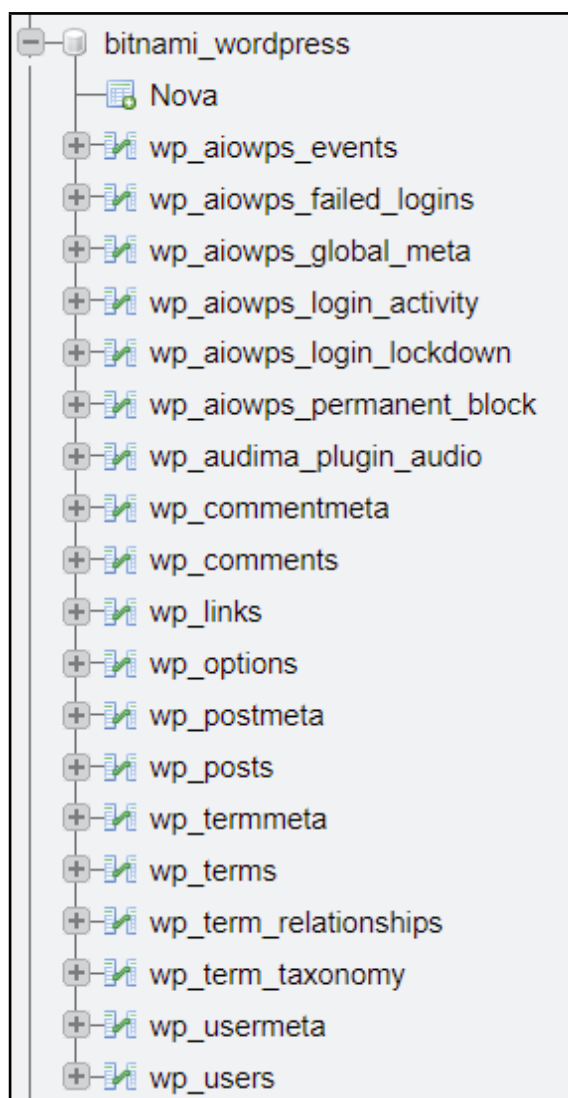 bitnami_wordpress
Nova
wp_aiowps_events
wp_aiowps_failed_logins
wp_aiowps_global_meta
wp_aiowps_login_activity
wp_aiowps_login_lockdown
wp_aiowps_permanent_block
wp_audima_plugin_audio
wp_commentmeta
wp_comments
wp_links
wp_options
wp_postmeta
wp_posts
wp_termmeta
wp_terms
wp_term_relationships
wp_term_taxonomy
wp_usermeta
wp_users